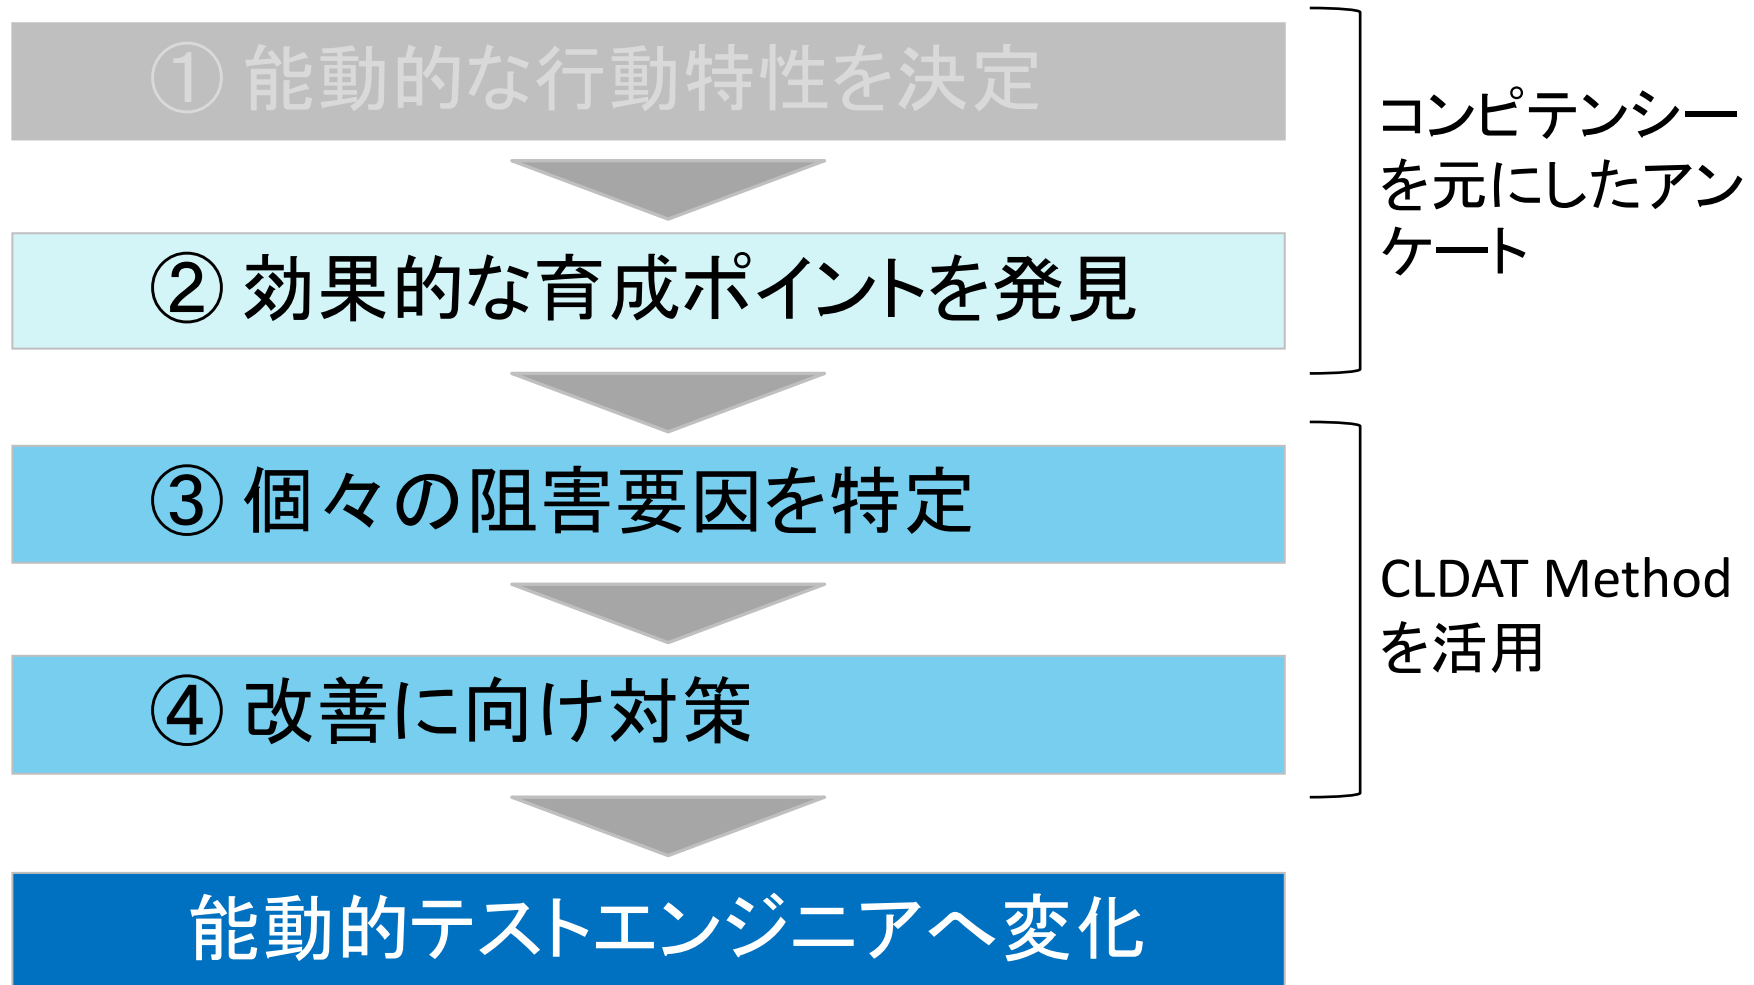 ① 能動的な行動特性を決定
② 効果的な育成ポイントを発見
コンピテンシー
を元にしたアン
ケート
③ 個々の阻害要因を特定
④ 改善に向け対策
CLDAT Method
を活用
能動的テストエンジニアへ変化